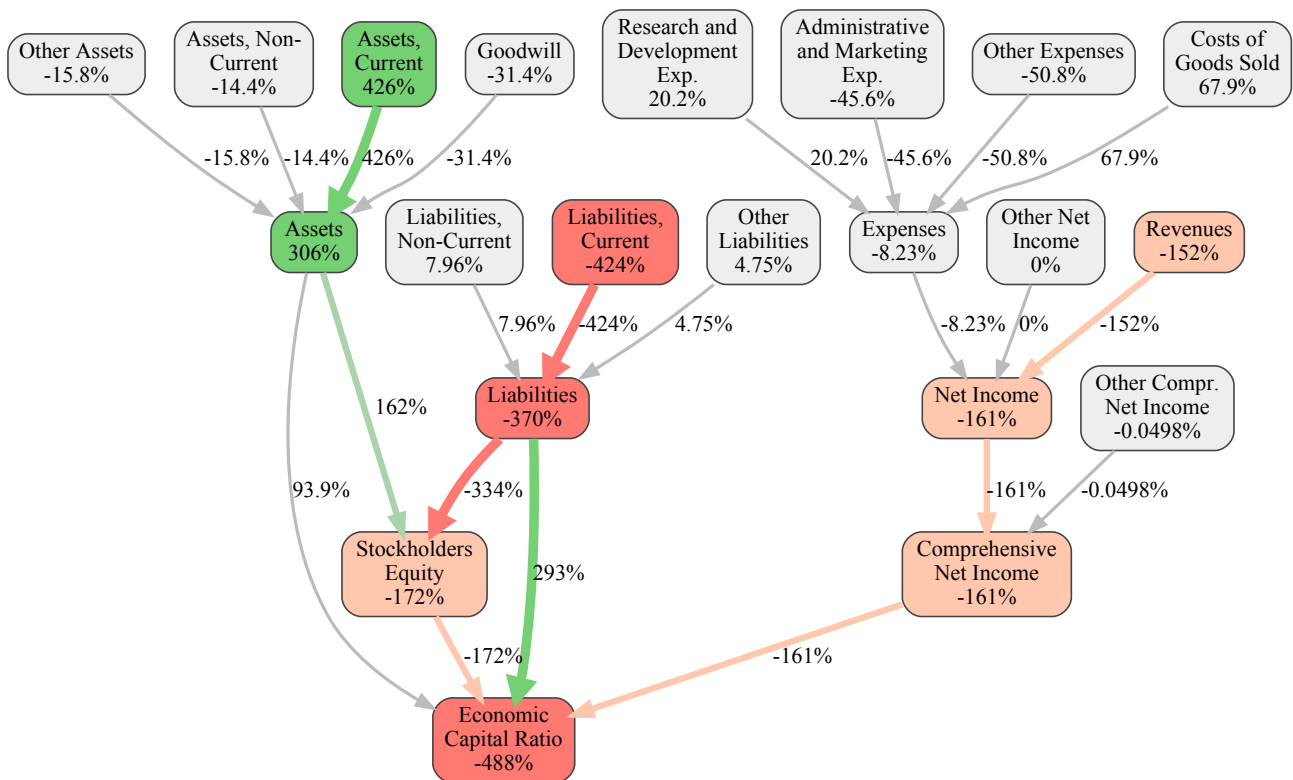 Other Assets
-15.8%
Assets, Non-
Current
-14.4%
Assets,
Current
426%
Goodwill
-31.4%
Research and
Development
Exp.
20.2%
Administrative
and Marketing
Exp.
-45.6%
Other Expenses
-50.8%
Costs of
Goods Sold
67.9%
-15.8%
-14.4%
426%
-31.4%
20.2%
-45.6%
-50.8%
67.9%
Assets
306%
Liabilities,
Non-Current
7.96%
Liabilities,
Current
-424%
Other
Liabilities
4.75%
Expenses
-8.23%
Other Net
Income
0%
Revenues
-152%
7.96%
-424%
4.75%
-8.23%
0%
-152%
Liabilities
-370%
Net Income
-161%
Other Compr.
Net Income
-0.0498%
162%
93.9%
-334%
293%
-161%
-0.0498%
Stockholders
Equity
-172%
Comprehensive
Net Income
-161%
-172%
-161%
Economic
Capital Ratio
-488%